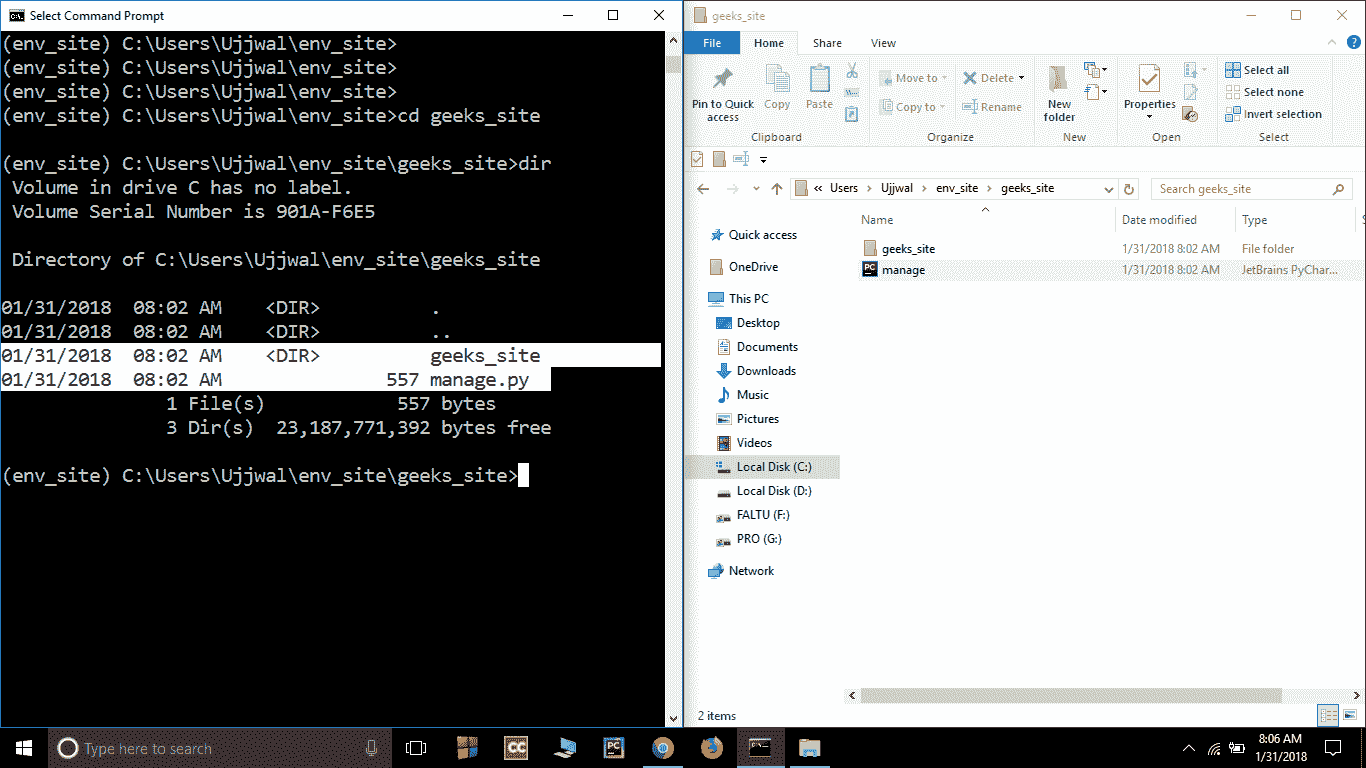 Select Command Prompt
(env_site) C:\Users\Ujjwal\env_site>
(env_site) C:\Users\Ujjwal\env_site>
(env_site) C:\Users\Ujjwal\env_site>
(env_site) C:\Users\Ujjwal\env_site>cd geeks_site
(env_site) C:\Users\Ujjwal\env_site\geeks_site>dir
Volume in drive C has no label.
Volume Serial Number is 901A-F6E5
Directory of C:\Users\Ujjwal\env_site\geeks_site
01/31/2018 08:02 AM <DIR> .
01/31/2018 08:02 AM <DIR> ..
01/31/2018 08:02 AM <DIR> geeks_site
01/31/2018 08:02 AM 557 manage.py
1 File(s) 557 bytes
3 Dir(s) 23,187,771,392 bytes free
(env_site) C:\Users\Ujjwal\env_site\geeks_site>
geeks_site
File Home Share View
Pin to Quick access
Copy
Paste
Clipboard
Move to
Copy to
Delete
Rename
Organize
New folder
New
Properties
Open
Select all
Select none
Invert selection
Select
« Users > Ujjwal > env_site > geeks_site
Search geeks_site
Quick access
OneDrive
This PC
Desktop
Documents
Downloads
Music
Pictures
Videos
Local Disk (C:)
Local Disk (D:)
FALTU (F:)
PRO (G:)
Network
Name Date modified Type
geeks_site 1/31/2018 8:02 AM File folder
manage 1/31/2018 8:02 AM JetBrains PyChar...
2 items
Type here to search
8:06 AM
1/31/2018